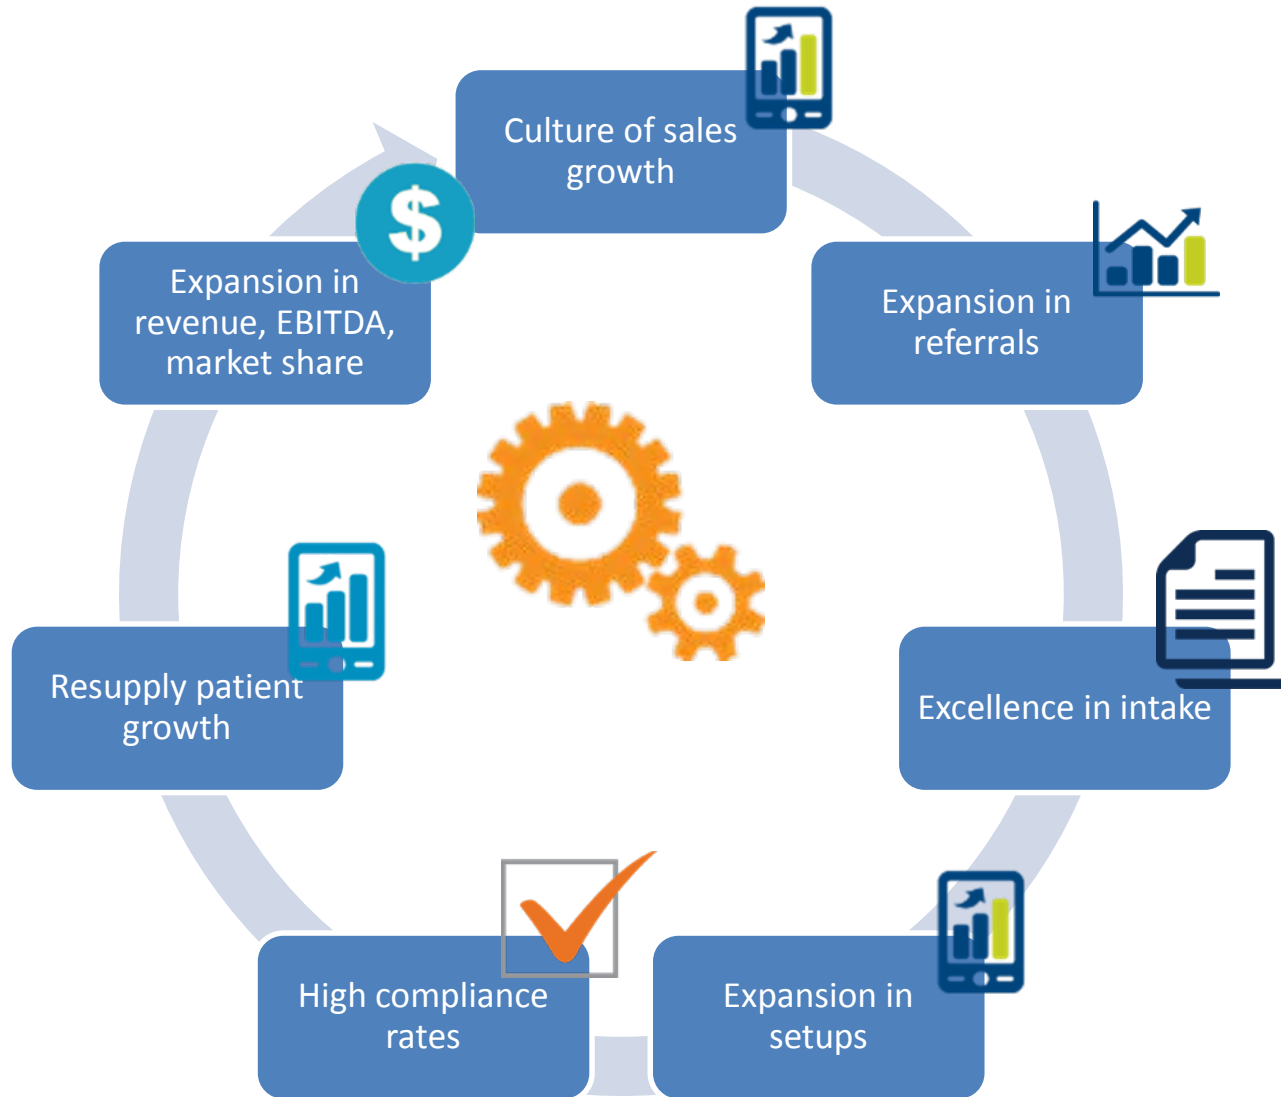 Culture of sales
growth
Expansion in
referrals
Excellence in intake
Expansion in
setups
High compliance
rates
Resupply patient
growth
Expansion in
revenue, EBITDA,
market share
$